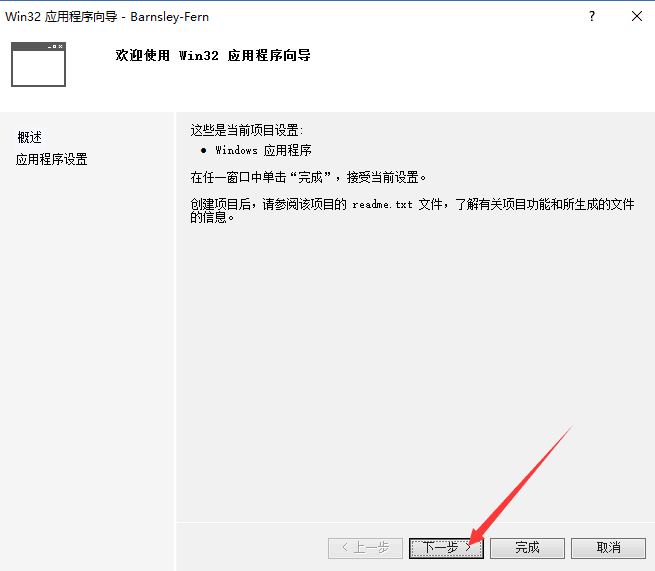 Win32 应用程序向导 - Barnsley-Fern
欢迎使用 Win32 应用程序向导
概述
应用程序设置
这些是当前项目设置:
• Windows 应用程序
在任一窗口中单击“完成”，接受当前设置。
创建项目后，请参阅该项目的 readme.txt 文件，了解有关项目功能和所生成的文件
的信息。
< 上一步
下一步 >
完成
取消